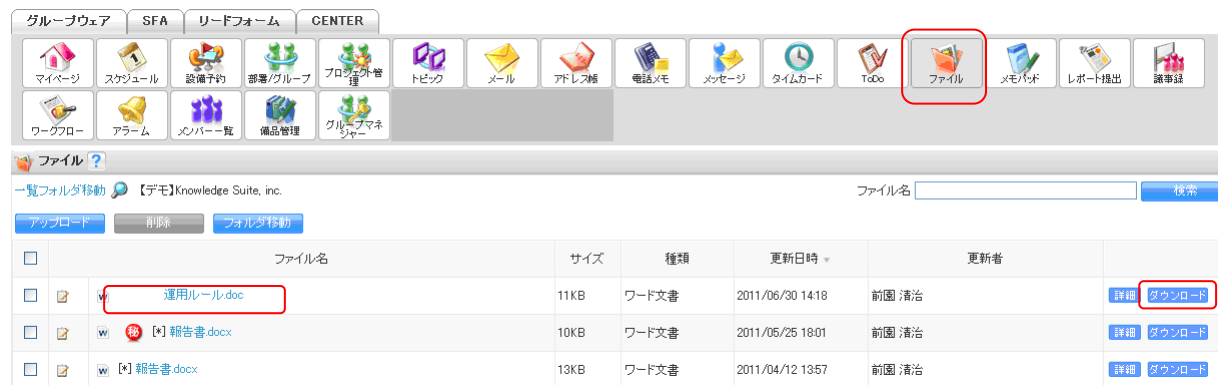 グループウェア SFA リードフォーム CENTER
マイページ スケジュール 設備予約 部署/グループ プロジェクト管理 トピック メール アドレス帳 電話メモ メッセージ タイムカード ToDo ファイル メモパッド レポート提出 議事録
ワークフロー アラーム メンバー一覧 備品管理 グループマネジャー
ファイル ?
一覧フォルダ移動 【デモ】Knowledge Suite, inc. ファイル名 検索
アップロード 削除 フォルダ移動
ファイル名 サイズ 種類 更新日時 更新者
運用ルール.doc 11KB ワード文書 2011/06/30 14:18 前園 清治 詳細 ダウンロード
秘 [*] 報告書.docx 10KB ワード文書 2011/05/25 18:01 前園 清治 詳細 ダウンロード
[*] 報告書.docx 13KB ワード文書 2011/04/12 13:57 前園 清治 詳細 ダウンロード